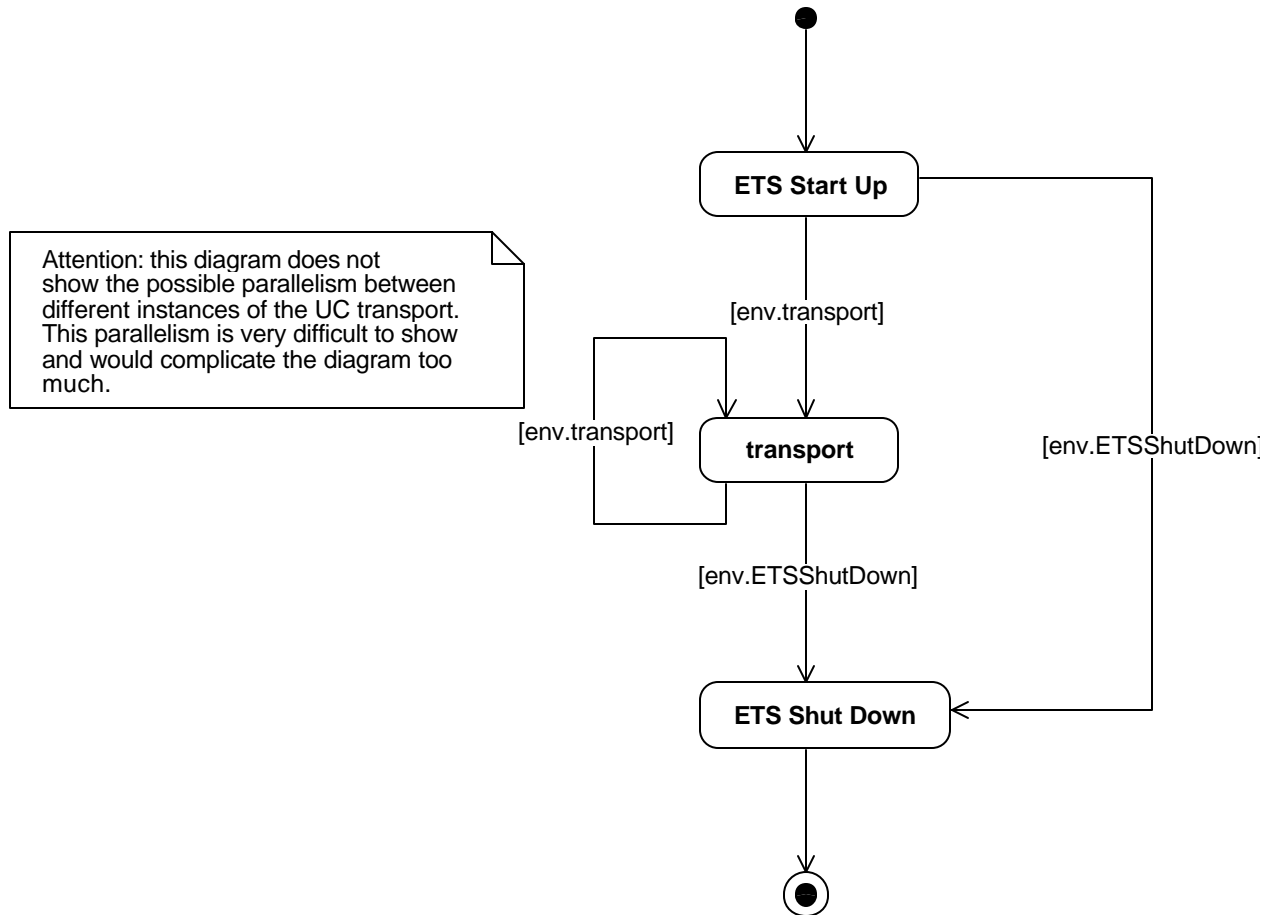 ETS Start Up
Attention: this diagram does not
show the possible parallelism between
different instances of the UC transport.
This parallelism is very difficult to show
and would complicate the diagram too
much.
[env.transport]
[env.transport]
transport
[env.ETSShutDown]
[env.ETSShutDown]
ETS Shut Down